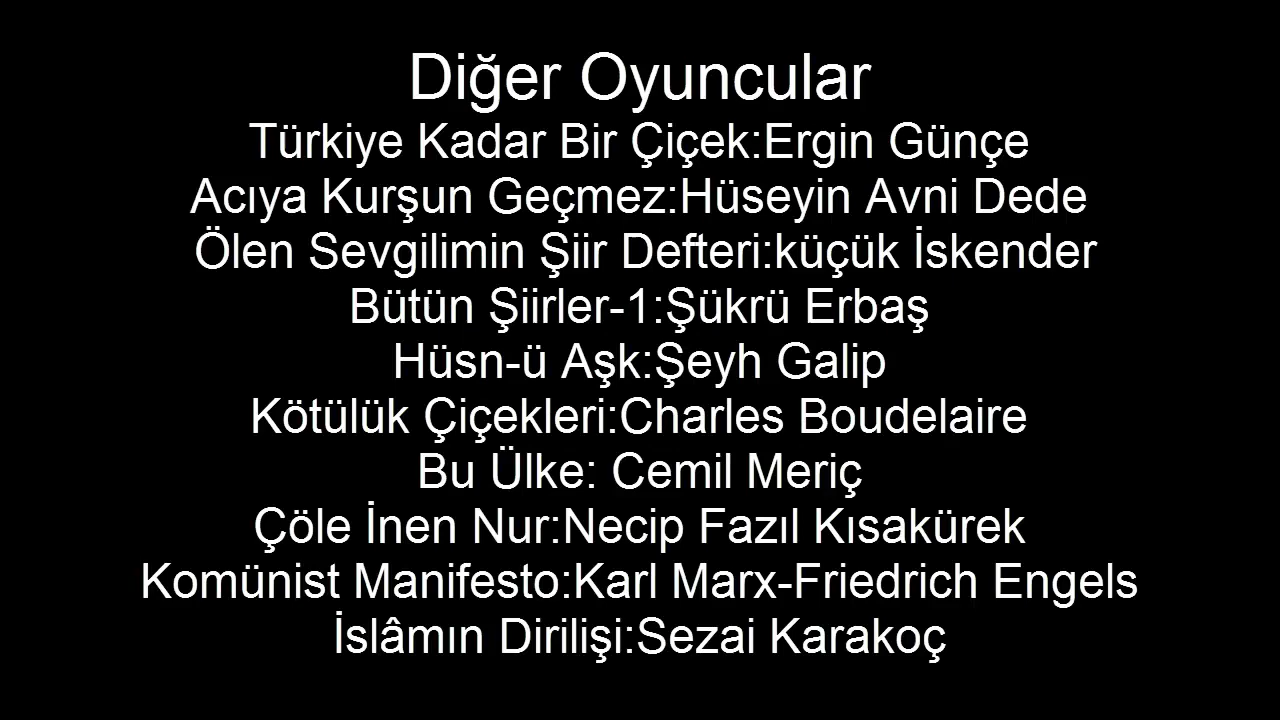 Diğer Oyuncular
Türkiye Kadar Bir Çiçek:Ergin Günçe
Acıya Kurşun Geçmez:Hüseyin Avni Dede
Ölen Sevgilimin Şiir Defteri:küçük İskender
Bütün Şiirler-1:Şükrü Erbaş
Hüsn-ü Aşk:Şeyh Galip
Kötülük Çiçekleri:Charles Boudelaire
Bu Ülke: Cemil Meriç
Çöle İnen Nur:Necip Fazıl Kısakürek
Komünist Manifesto:Karl Marx-Friedrich Engels
İslâmın Dirilişi:Sezai Karakoç